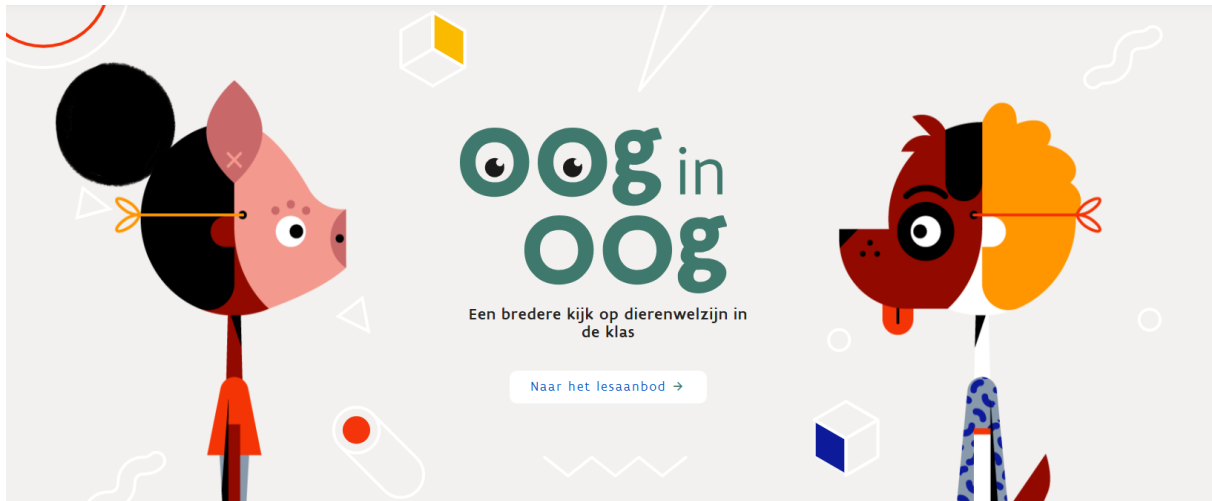 oog in
oog
Een bredere kijk op dierenwelzijn in
de klas
Naar het lesaanbod →